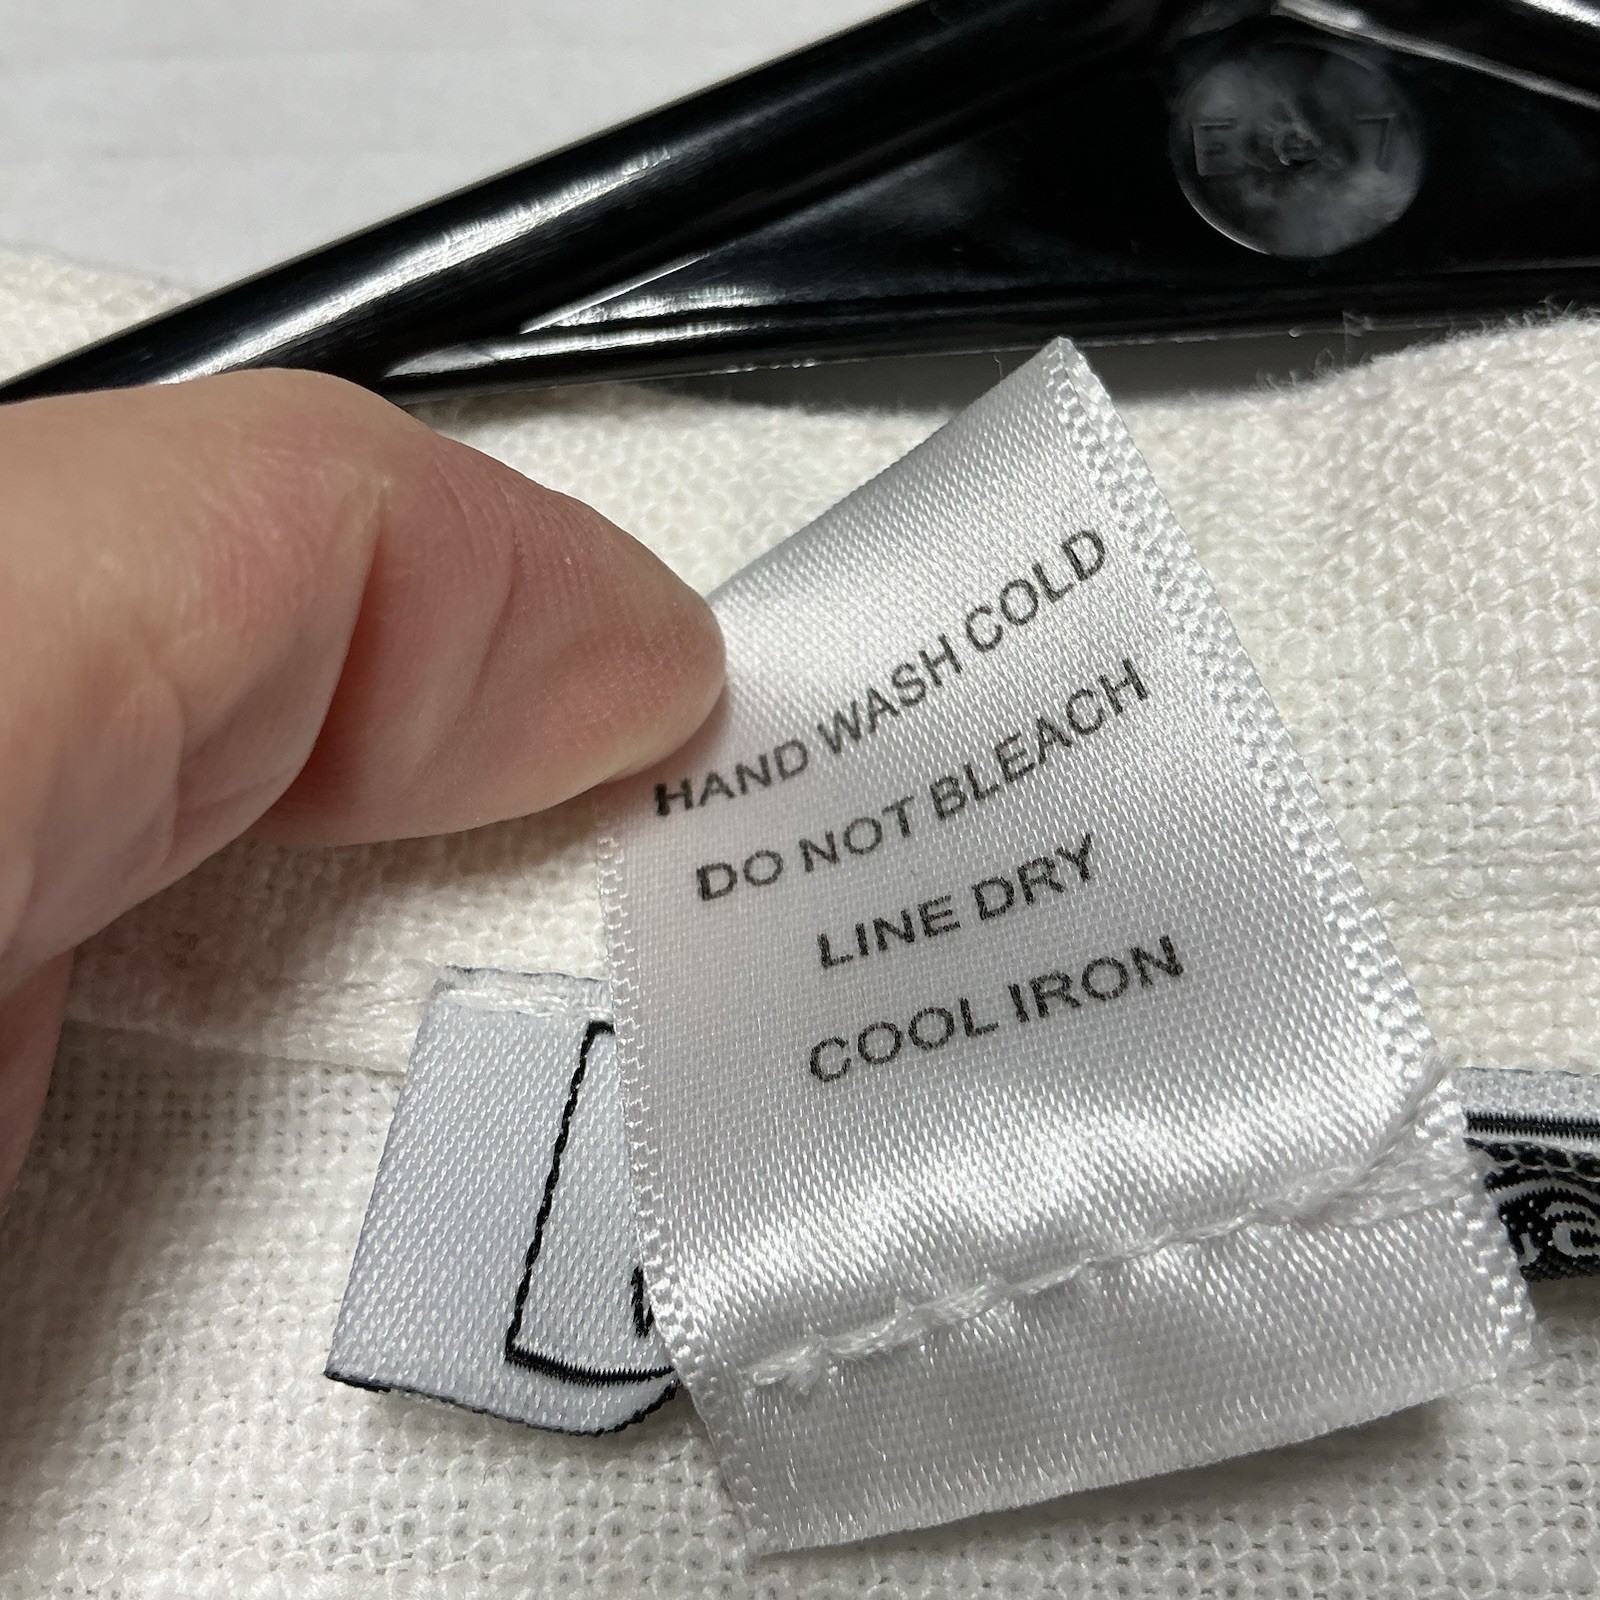 HAND WASH COLD
DO NOT BLEACH
LINE DRY
COOL IRON